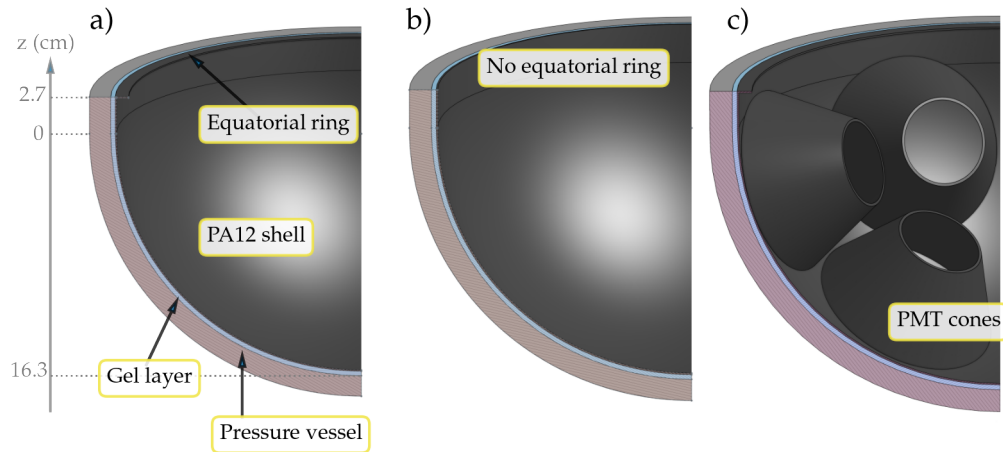 a)
b)
c)
z (cm)
No equatorial ring
2.7
Equatorial ring
0
PA12 shell
PMT cones
16.3
Gel layer
Pressure vessel